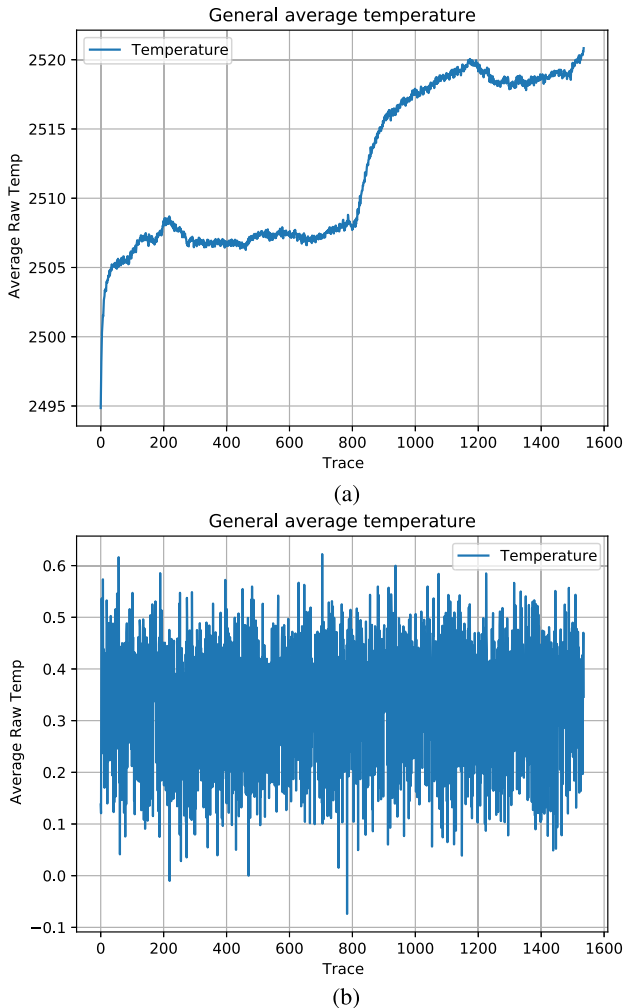 General average temperature
Temperature
2520
2515
2510
2505
2500
2495
Average Raw Temp
0 200 400 600 800 1000 1200 1400 1600
Trace
(a)
General average temperature
Temperature
0.6
0.5
0.4
0.3
0.2
0.1
0.0
−0.1
Average Raw Temp
0 200 400 600 800 1000 1200 1400 1600
Trace
(b)